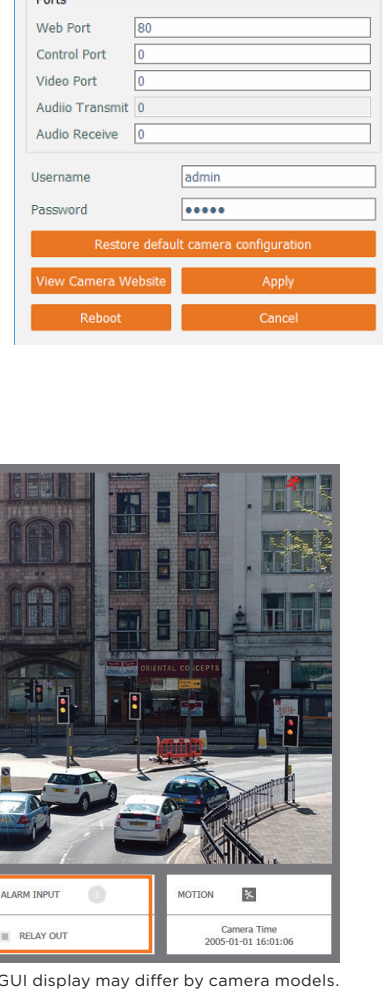 Ports
Web Port 80
Control Port 0
Video Port 0
Audiio Transmit 0
Audio Receive 0
Username admin
Password •••••
Restore default camera configuration
View Camera Website Apply
Reboot Cancel
ORIENTAL CONCEPTS
ALARM INPUT 1 MOTION
RELAY OUT Camera Time
2005-01-01 16:01:06
GUI display may differ by camera models.